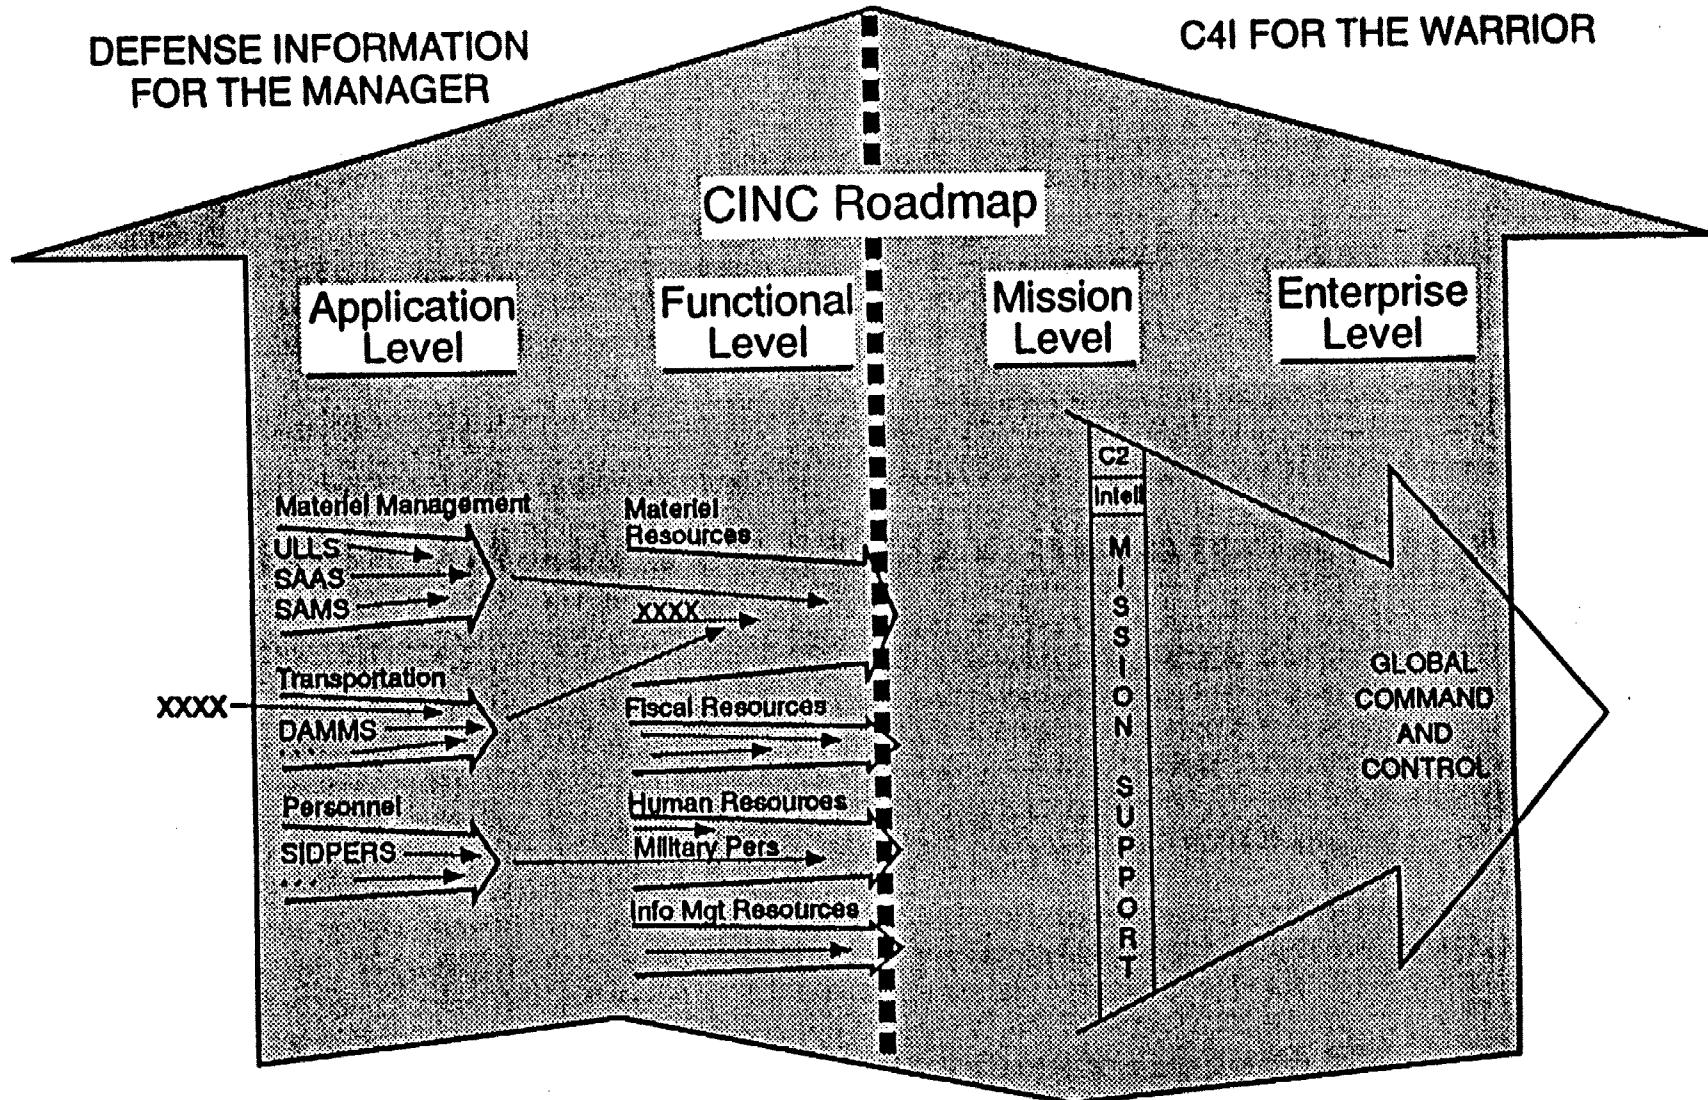 DEFENSE INFORMATION
FOR THE MANAGER
C4I FOR THE WARRIOR
CINC Roadmap
Application
Level
Functional
Level
Mission
Level
Enterprise
Level
Materiel Management
ULLS
SAAS
SAMS
Transportation
XXXX
DAMMS
....
Personnel
SIDPERS
....
Materiel
Resources
XXXX
Fiscal Resources
Human Resources
Military Pers
Info Mgt Resources
C2
Intell
MISSION SUPPORT
GLOBAL
COMMAND
AND
CONTROL